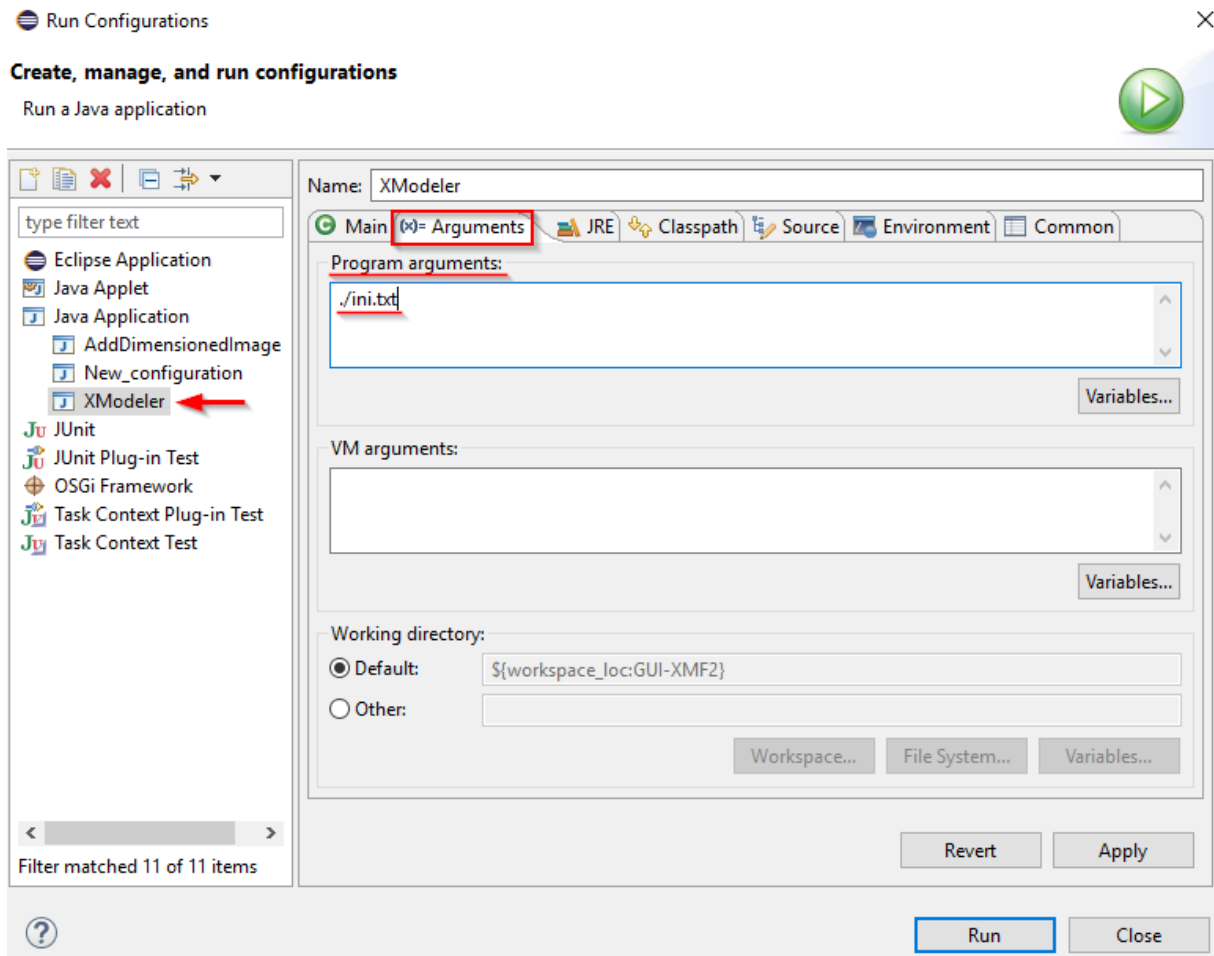 Run Configurations
Create, manage, and run configurations
Run a Java application
type filter text
Eclipse Application
Java Applet
Java Application
AddDimensionedImage
New_configuration
XModeler
JUnit
JUnit Plug-in Test
OSGi Framework
Task Context Plug-in Test
Task Context Test
Filter matched 11 of 11 items
Name: XModeler
Main (x)= Arguments JRE Classpath Source Environment Common
Program arguments:
./ini.txt
Variables...
VM arguments:
Variables...
Working directory:
Default: ${workspace_loc:GUI-XMF2}
Other:
Workspace... File System... Variables...
Revert Apply
Run Close